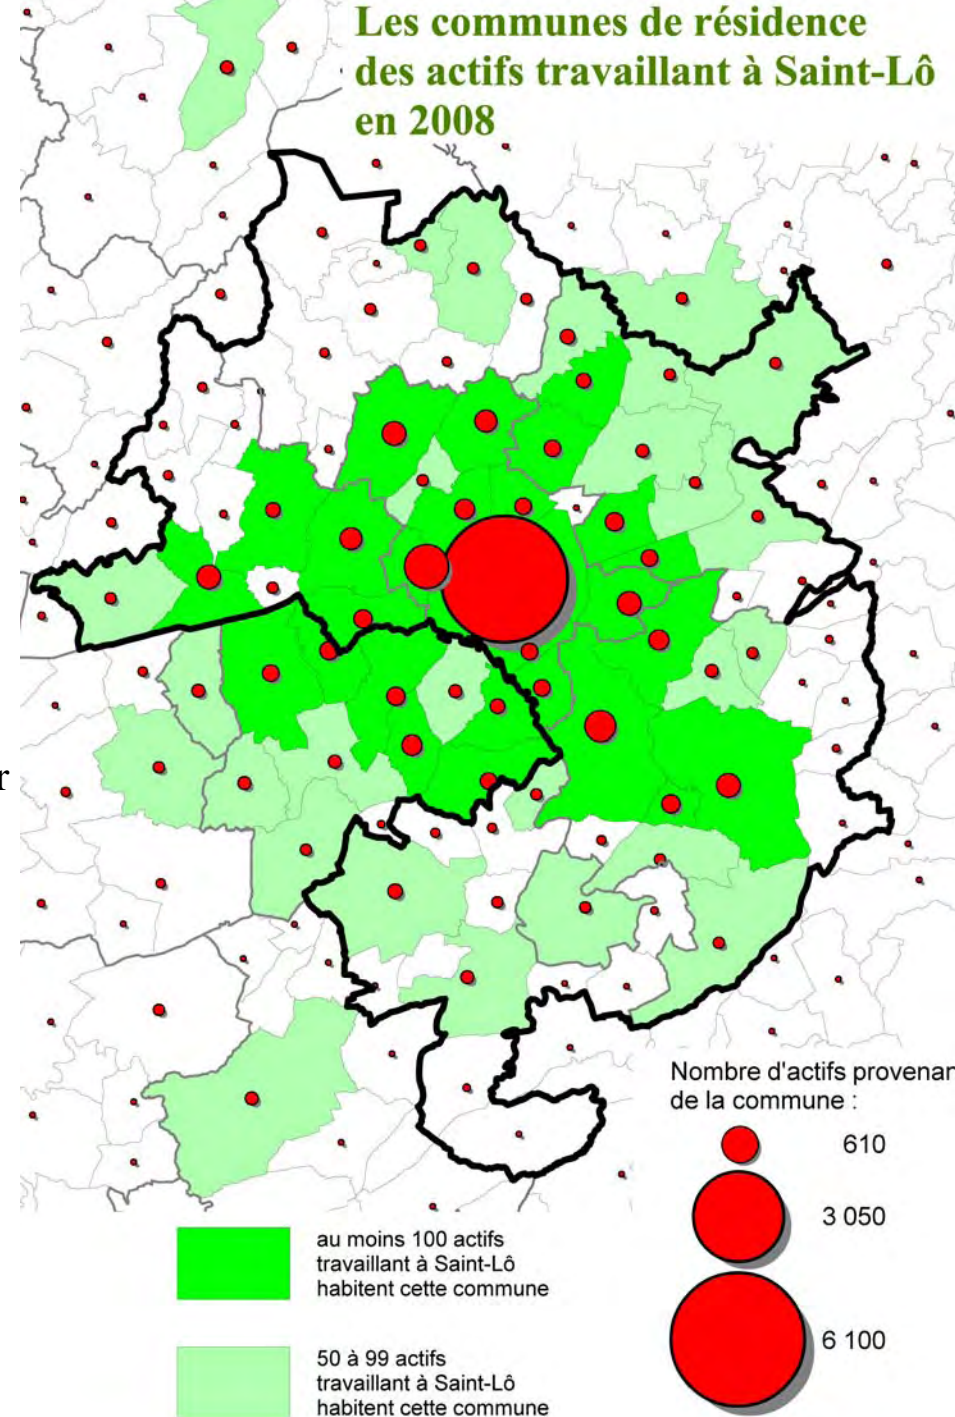 Les communes de résidence
des actifs travaillant à Saint-Lô
en 2008
r
Nombre d'actifs provenan
de la commune :
610
3 050
6 100
au moins 100 actifs
travaillant à Saint-Lô
habitent cette commune
50 à 99 actifs
travaillant à Saint-Lô
habitent cette commune